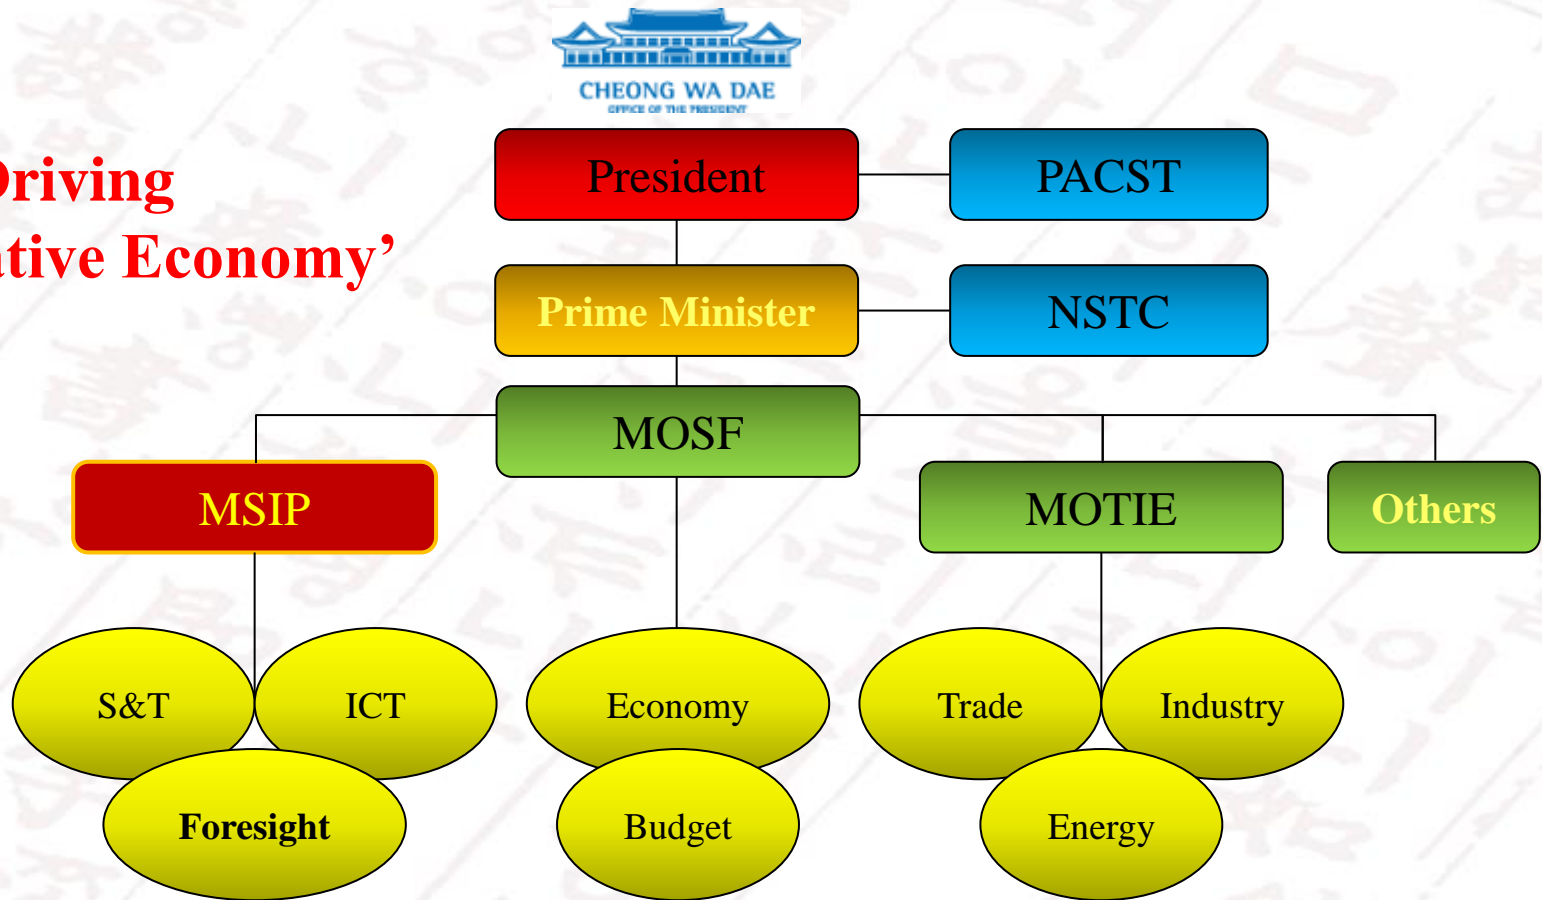 CHEONG WA DAE
OFFICE OF THE PRESIDENT
Driving
ative Economy’
President
PACST
Prime Minister
NSTC
MOSF
MSIP
MOTIE
Others
S&T
ICT
Economy
Trade
Industry
Foresight
Budget
Energy